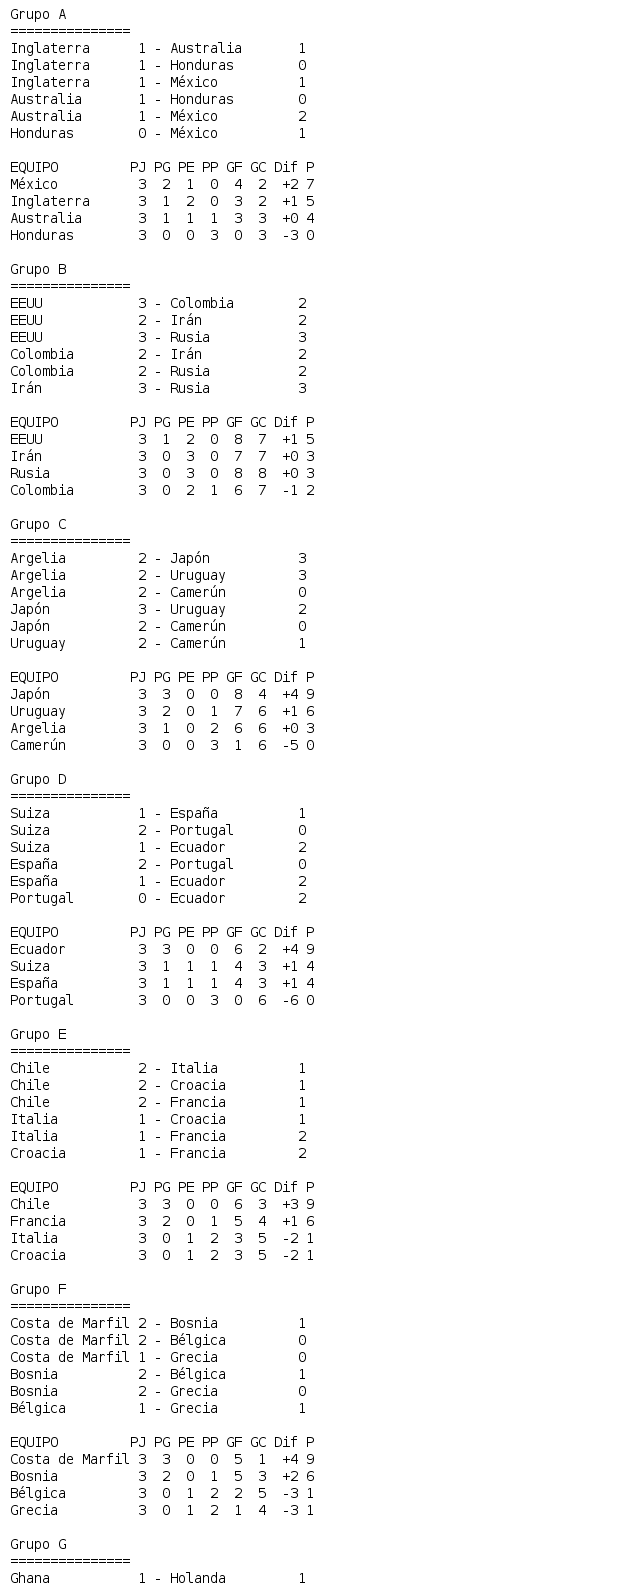 Grupo A
===============
Inglaterra      1 - Australia       1
Inglaterra      1 - Honduras        0
Inglaterra      1 - México          1
Australia       1 - Honduras        0
Australia       1 - México          2
Honduras        0 - México          1

EQUIPO         PJ PG PE PP GF GC Dif P
México          3  2  1  0  4  2  +2 7
Inglaterra      3  1  2  0  3  2  +1 5
Australia       3  1  1  1  3  3  +0 4
Honduras        3  0  0  3  0  3  -3 0

Grupo B
===============
EEUU            3 - Colombia        2
EEUU            2 - Irán            2
EEUU            3 - Rusia           3
Colombia        2 - Irán            2
Colombia        2 - Rusia           2
Irán            3 - Rusia           3

EQUIPO         PJ PG PE PP GF GC Dif P
EEUU            3  1  2  0  8  7  +1 5
Irán            3  0  3  0  7  7  +0 3
Rusia           3  0  3  0  8  8  +0 3
Colombia        3  0  2  1  6  7  -1 2

Grupo C
===============
Argelia         2 - Japón           3
Argelia         2 - Uruguay         3
Argelia         2 - Camerún         0
Japón           3 - Uruguay         2
Japón           2 - Camerún         0
Uruguay         2 - Camerún         1

EQUIPO         PJ PG PE PP GF GC Dif P
Japón           3  3  0  0  8  4  +4 9
Uruguay         3  2  0  1  7  6  +1 6
Argelia         3  1  0  2  6  6  +0 3
Camerún         3  0  0  3  1  6  -5 0

Grupo D
===============
Suiza           1 - España          1
Suiza           2 - Portugal        0
Suiza           1 - Ecuador         2
España          2 - Portugal        0
España          1 - Ecuador         2
Portugal        0 - Ecuador         2

EQUIPO         PJ PG PE PP GF GC Dif P
Ecuador         3  3  0  0  6  2  +4 9
Suiza           3  1  1  1  4  3  +1 4
España          3  1  1  1  4  3  +1 4
Portugal        3  0  0  3  0  6  -6 0

Grupo E
===============
Chile           2 - Italia          1
Chile           2 - Croacia         1
Chile           2 - Francia         1
Italia          1 - Croacia         1
Italia          1 - Francia         2
Croacia         1 - Francia         2

EQUIPO         PJ PG PE PP GF GC Dif P
Chile           3  3  0  0  6  3  +3 9
Francia         3  2  0  1  5  4  +1 6
Italia          3  0  1  2  3  5  -2 1
Croacia         3  0  1  2  3  5  -2 1

Grupo F
===============
Costa de Marfil 2 - Bosnia          1
Costa de Marfil 2 - Bélgica         0
Costa de Marfil 1 - Grecia          0
Bosnia          2 - Bélgica         1
Bosnia          2 - Grecia          0
Bélgica         1 - Grecia          1

EQUIPO         PJ PG PE PP GF GC Dif P
Costa de Marfil 3  3  0  0  5  1  +4 9
Bosnia          3  2  0  1  5  3  +2 6
Bélgica         3  0  1  2  2  5  -3 1
Grecia          3  0  1  2  1  4  -3 1

Grupo G
===============
Ghana           1 - Holanda         1